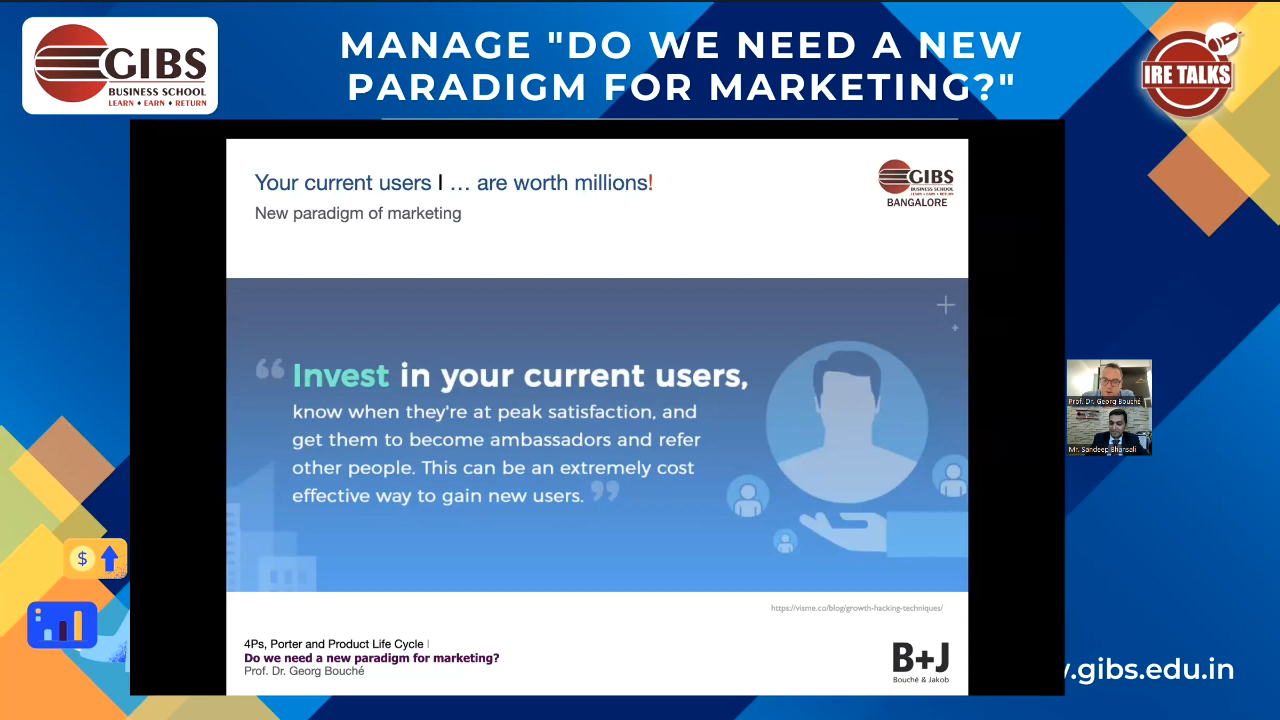 GIBS
BUSINESS SCHOOL
LEARN ♦ EARN ♦ RETURN
MANAGE "DO WE NEED A NEW
PARADIGM FOR MARKETING?"
IRE TALKS
Your current users I … are worth millions!
New paradigm of marketing
GIBS
BUSINESS SCHOOL
LEARN ♦ EARN ♦ RETURN
BANGALORE
“ Invest in your current users,
know when they're at peak satisfaction, and
get them to become ambassadors and refer
other people. This can be an extremely cost
effective way to gain new users. ”
Prof. Dr. Georg Bouché
Mr. Sandeep Bhansali
$
https://visme.co/blog/growth-hacking-techniques/
4Ps, Porter and Product Life Cycle |
Do we need a new paradigm for marketing?
Prof. Dr. Georg Bouché
B+J
Bouché & Jakob
.gibs.edu.in